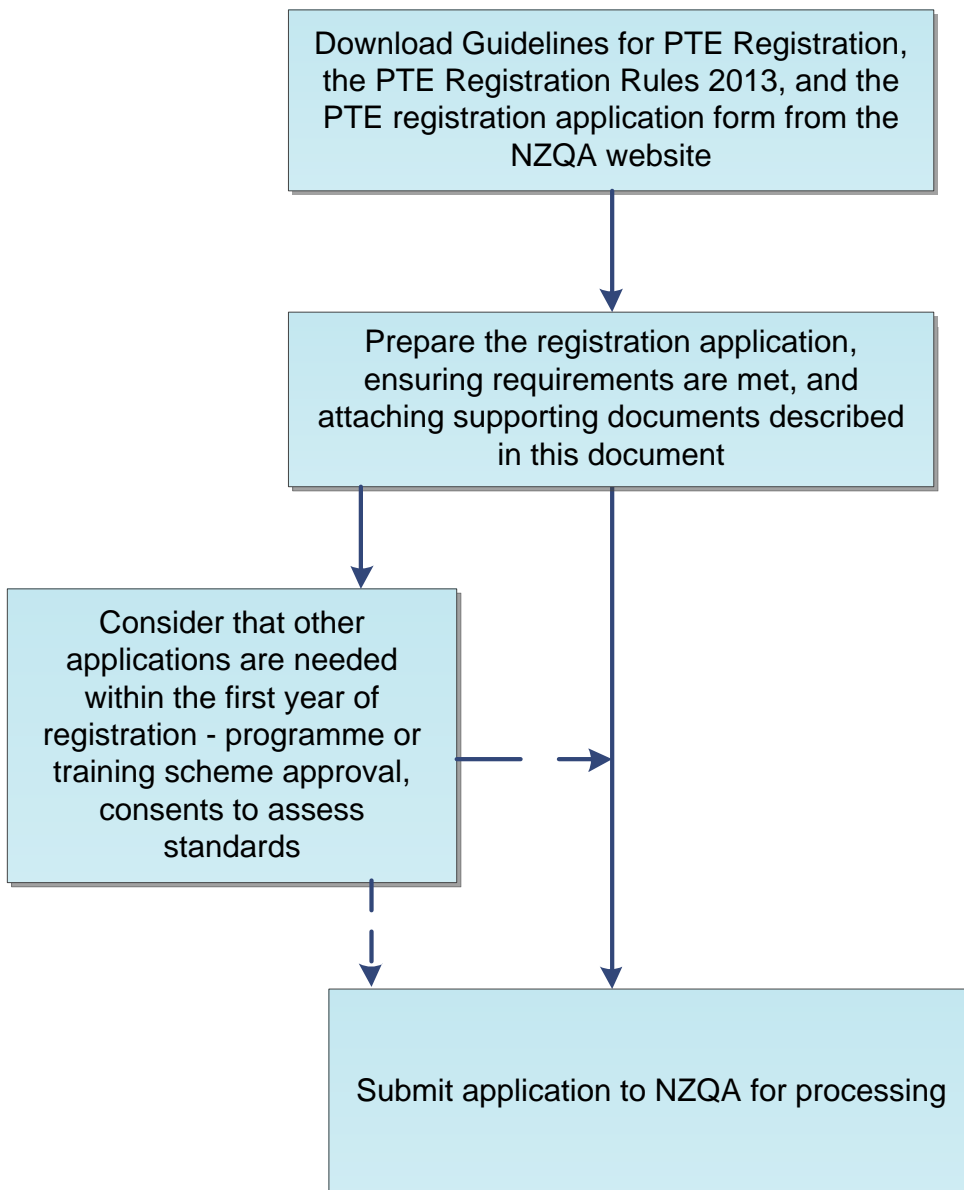 Download Guidelines for PTE Registration,
the PTE Registration Rules 2013, and the
PTE registration application form from the
NZQA website
Prepare the registration application,
ensuring requirements are met, and
attaching supporting documents described
in this document
Consider that other
applications are needed
within the first year of
registration - programme or
training scheme approval,
consents to assess
standards
Submit application to NZQA for processing